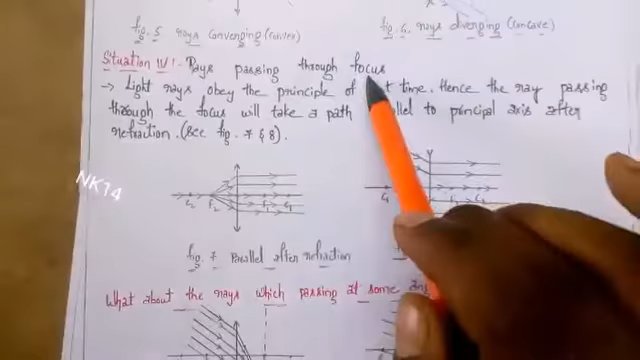 fig. 5 rays converging (convex)
fig. 6. rays diverging (concave)
Situation IV : Rays passing through focus
→ Light rays obey the principle of time. Hence the ray passing
through the focus will take a path to principal axis after
refraction. (see fig. 7 & 8).
NK14
C2 F2 F1 C1
fig. 7 Parallel after refraction
What about the rays which passing at some